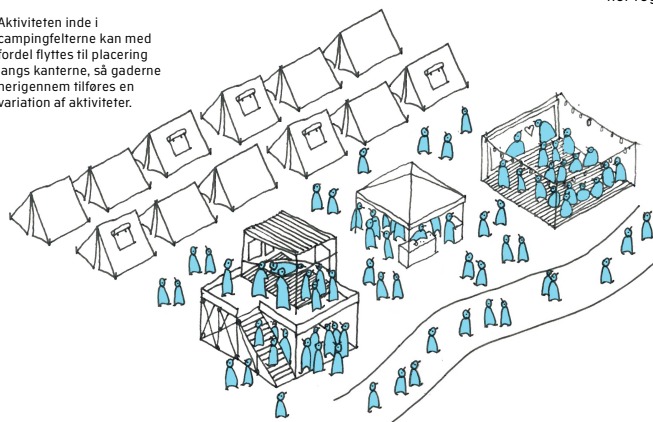 Aktiviteten inde i
campingfelterne kan med
fordel flyttes til placering
langs kanterne, så gaderne
herigennem tilføres en
variation af aktiviteter.